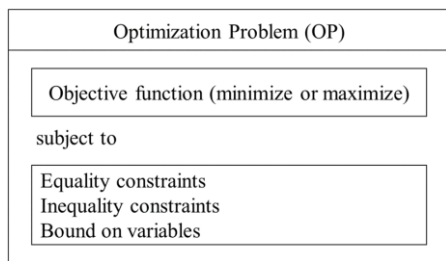 Optimization Problem (OP)
Objective function (minimize or maximize)
subject to
Equality constraints
Inequality constraints
Bound on variables